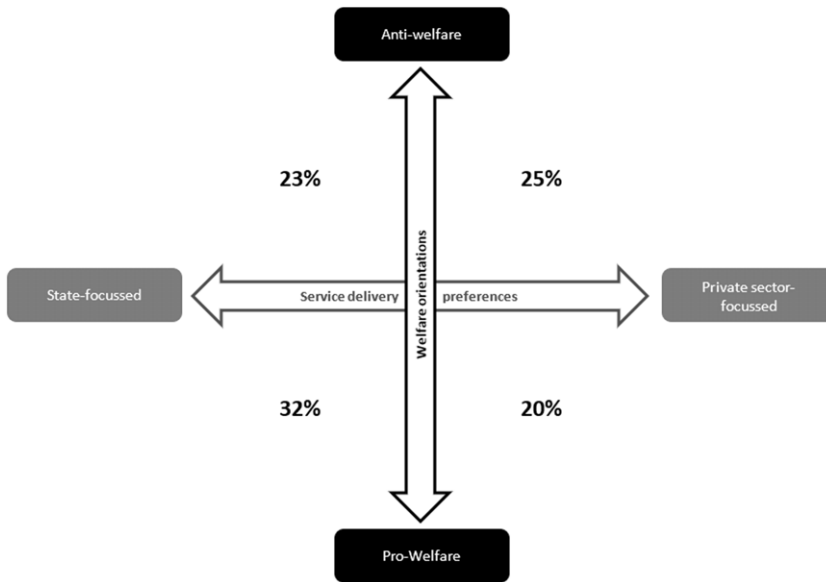 Anti-welfare
23%
25%
State-focussed
Service delivery
preferences
Welfare orientations
Private sector-
focussed
32%
20%
Pro-Welfare